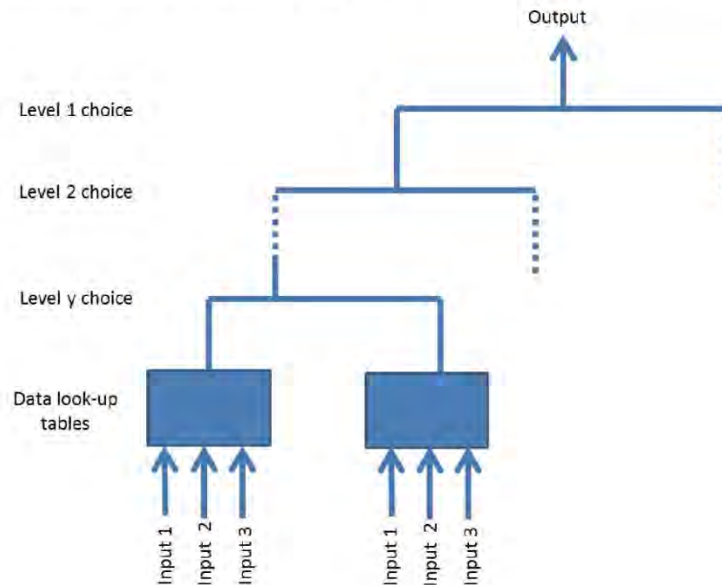 Output
Level 1 choice
Level 2 choice
Level y choice
Data look-up
tables
Input 1
Input 2
Input 3
Input 1
Input 2
Input 3